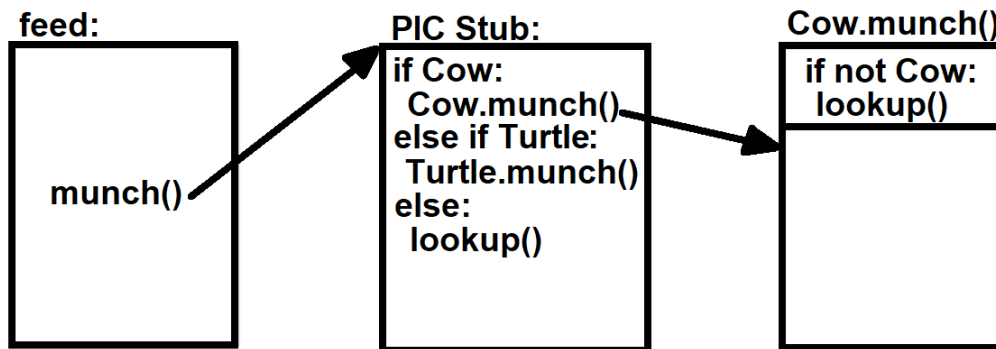 feed:
munch()
PIC Stub:
if Cow:
Cow.munch()
else if Turtle:
Turtle.munch()
else:
lookup()
Cow.munch()
if not Cow:
lookup()